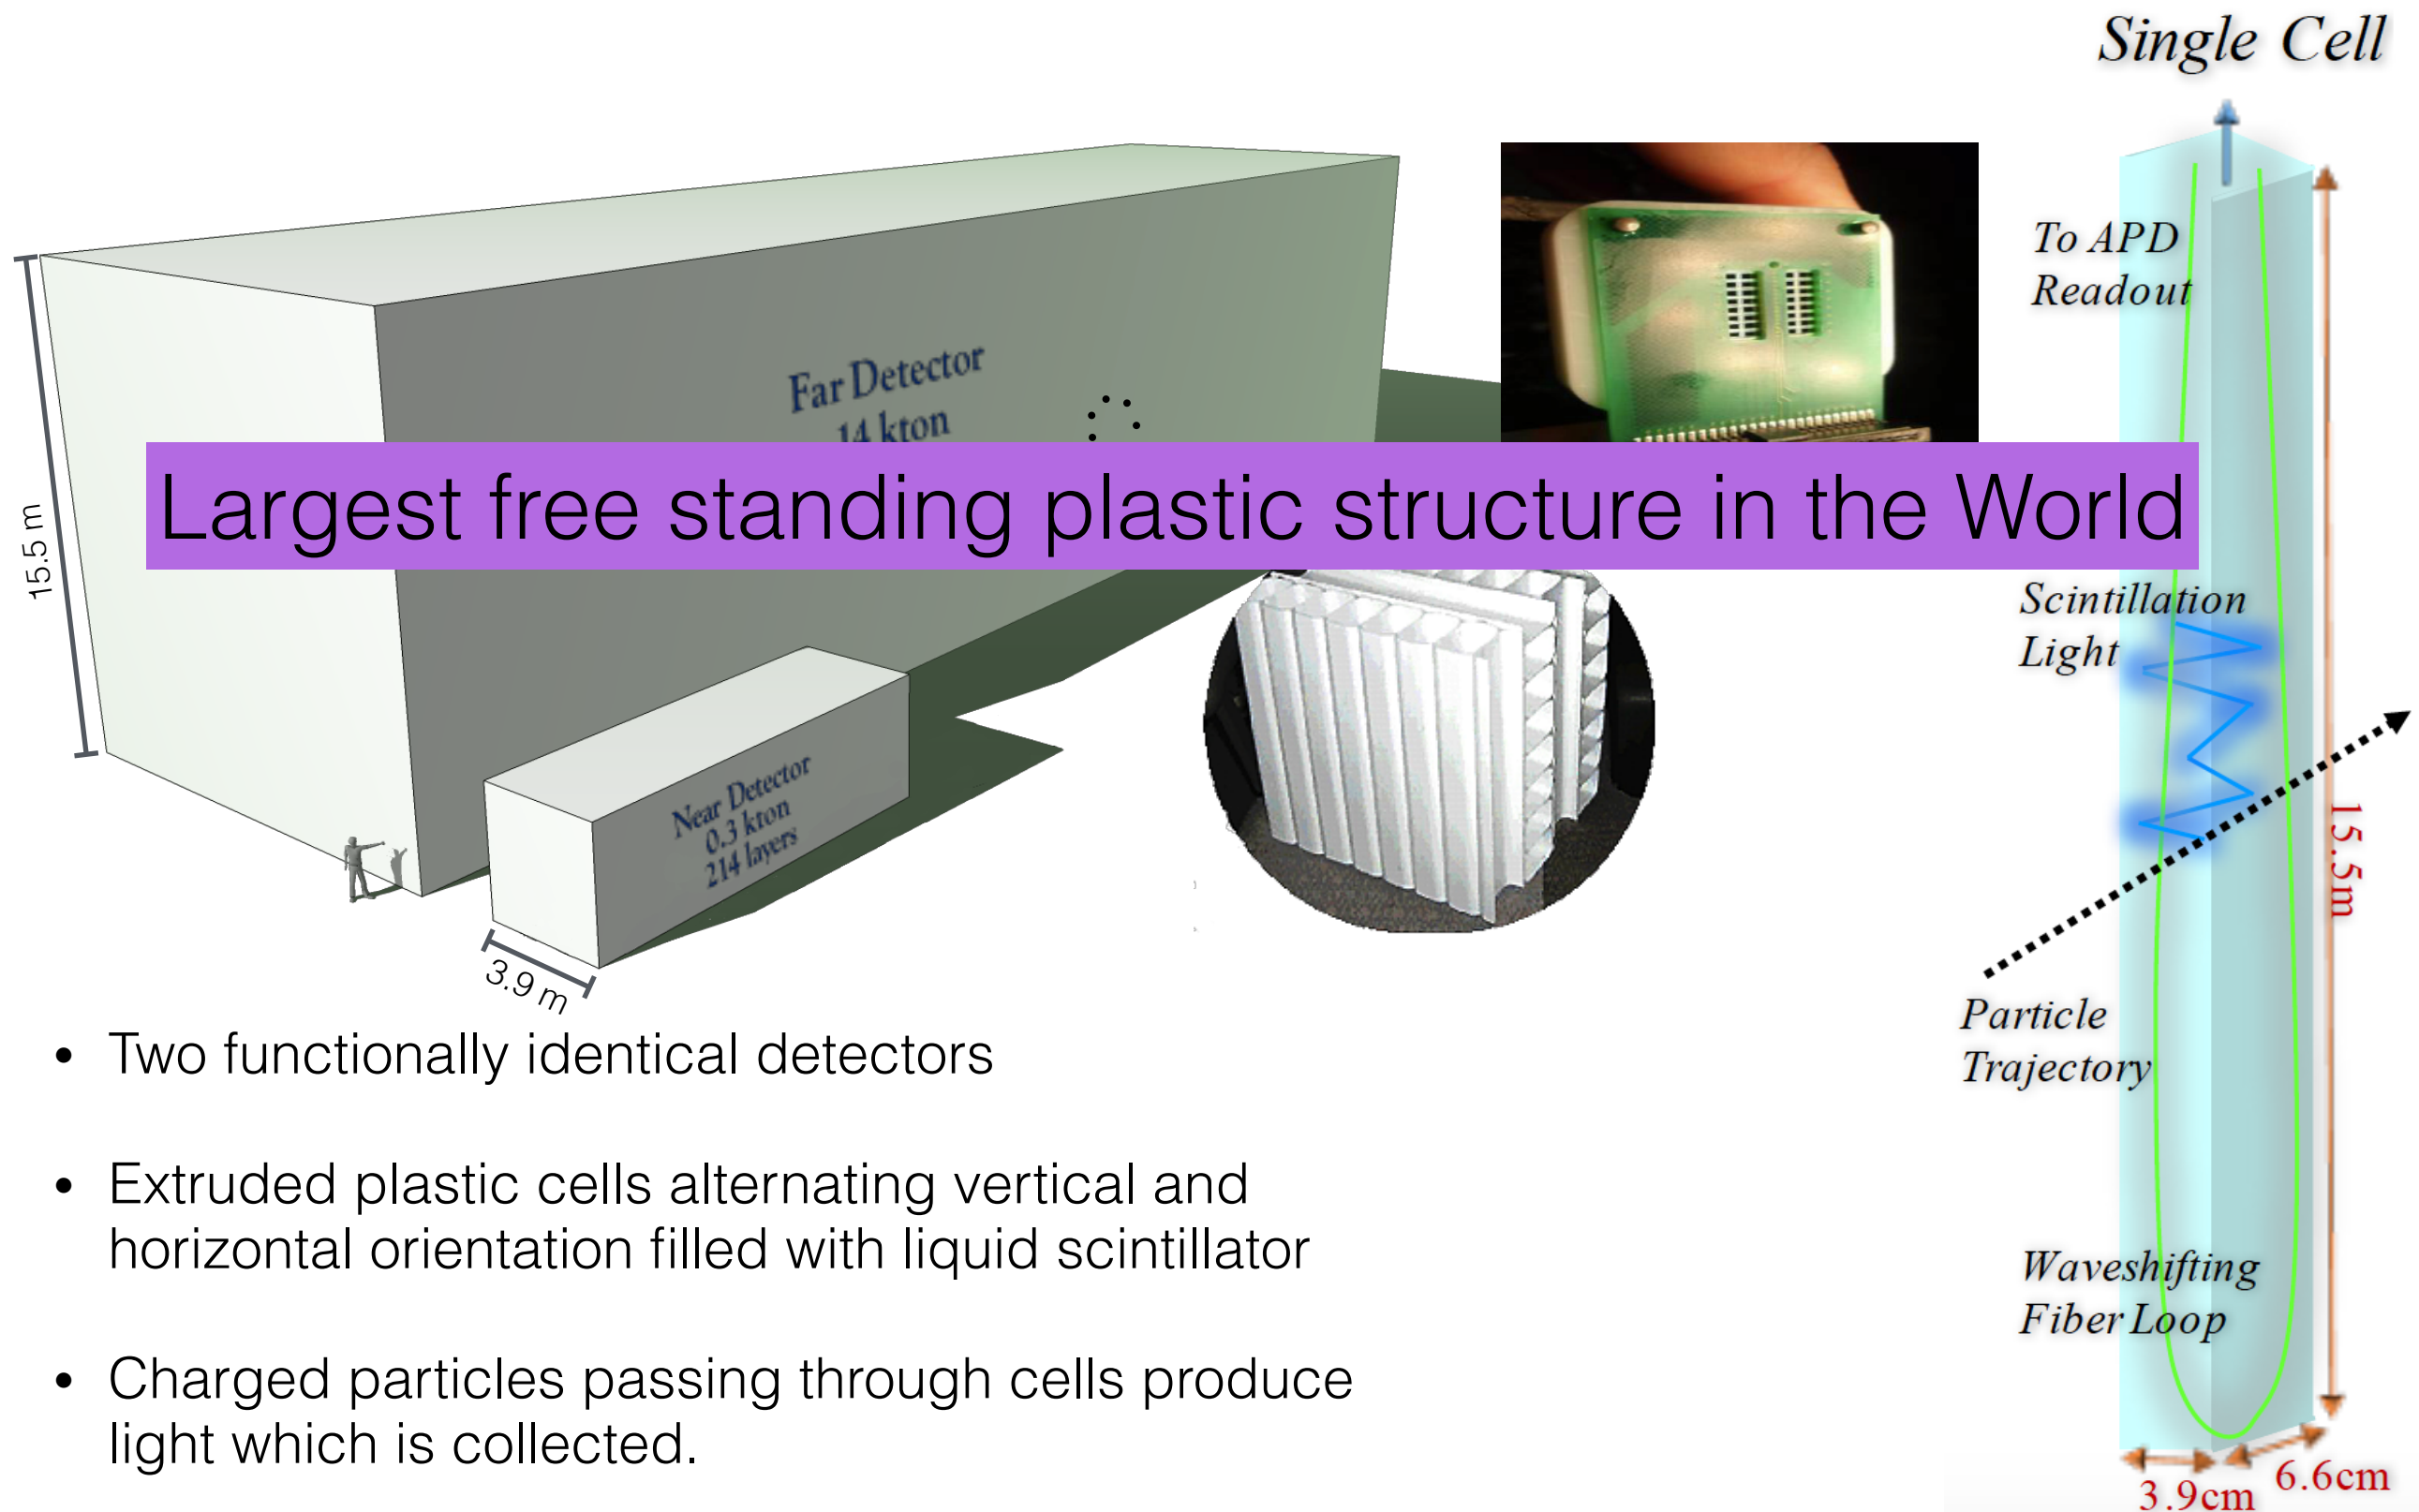 Single Cell
To APD
Readout
Far Detector
14 kton
Largest free standing plastic structure in the World
15.5 m
Scintillation
Light
Near Detector
0.3 kton
214 layers
15.5m
3.9 m
Particle
Trajectory
• Two functionally identical detectors
• Extruded plastic cells alternating vertical and
horizontal orientation filled with liquid scintillator
Waveshifting
Fiber Loop
• Charged particles passing through cells produce
light which is collected.
3.9cm
6.6cm